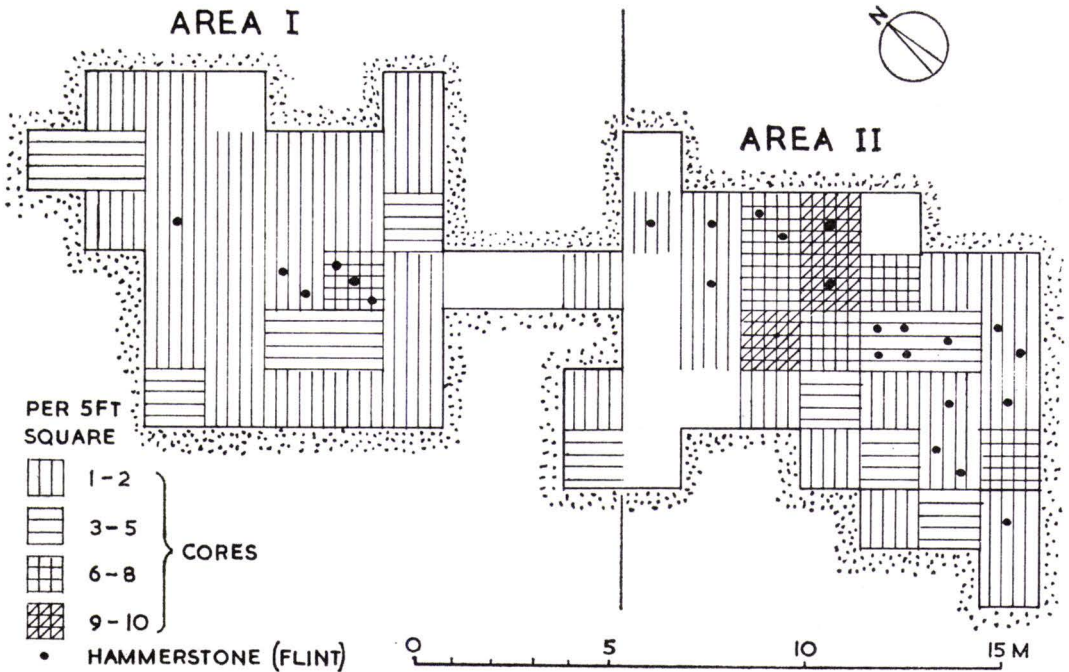 AREA I
N
AREA II
PER 5FT
SQUARE
1-2
3-5
6-8
9-10
CORES
HAMMERSTONE (FLINT)
0 5 10 15 M